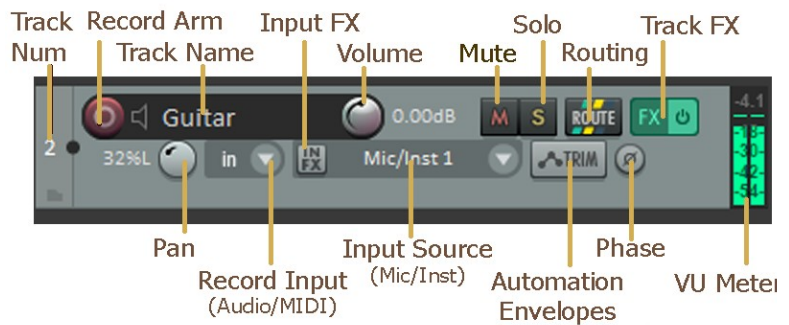 Track Record Arm Input FX Solo Track FX
Num Track Name Volume Mute Routing
Guitar 0.00dB M S ROUTE FX -4.1
-18-
2 32%L in IN FX Mic/Inst 1 TRIM Ø -30-
-42-
-54-
Pan Input Source Phase
(Mic/Inst)
Record Input Automation VU Meter
(Audio/MIDI) Envelopes